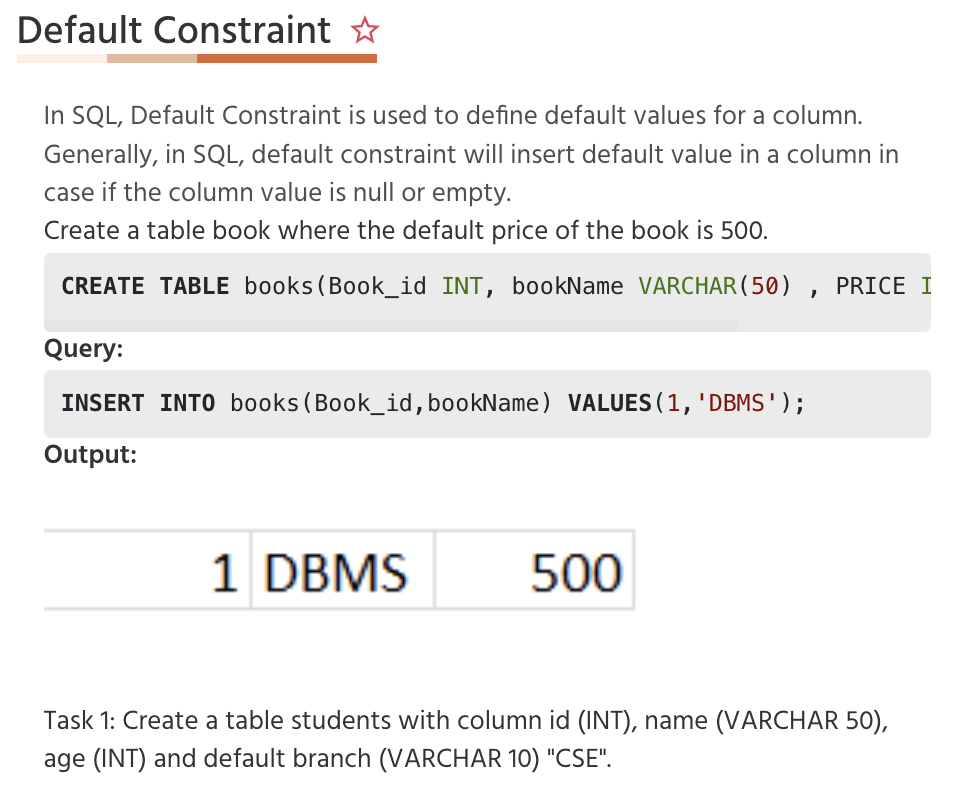 Default Constraint
In SQL, Default Constraint is used to define default values for a column.
Generally, in SQL, default constraint will insert default value in a column in
case if the column value is null or empty.
Create a table book where the default price of the book is 500.
CREATE TABLE books(Book_id INT, bookName VARCHAR(50) , PRICE I
Query:
INSERT INTO books(Book_id,bookName) VALUES(1,'DBMS');
Output:
1 DBMS 500
Task 1: Create a table students with column id (INT), name (VARCHAR 50),
age (INT) and default branch (VARCHAR 10) "CSE".